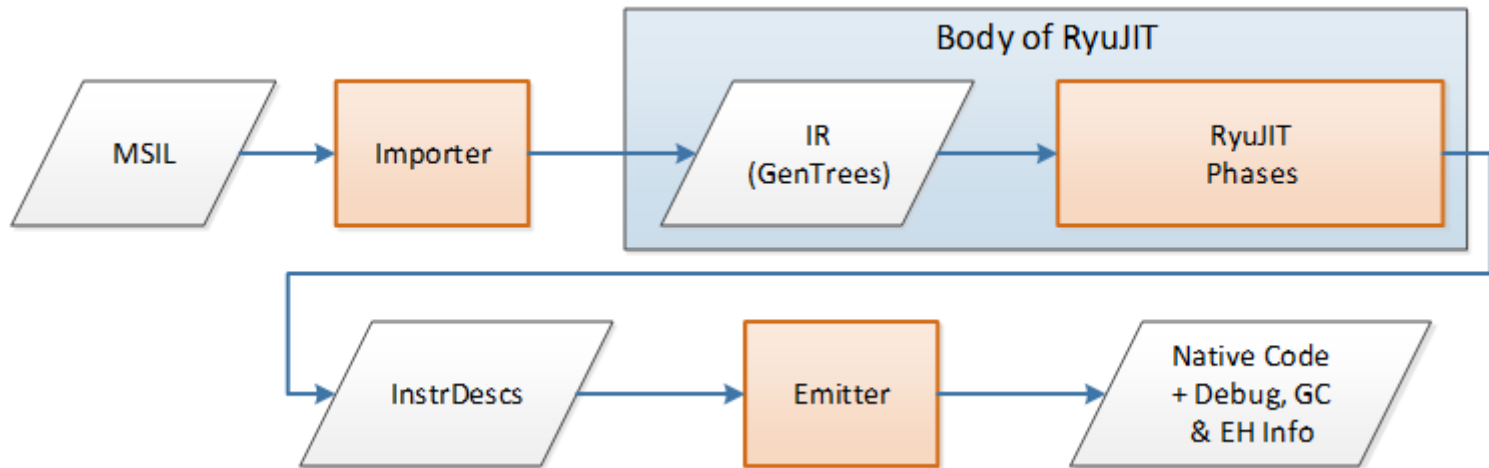 Body of RyuJIT
MSIL
Importer
IR
(GenTrees)
RyuJIT
Phases
InstrDescs
Emitter
Native Code
+ Debug, GC
& EH Info